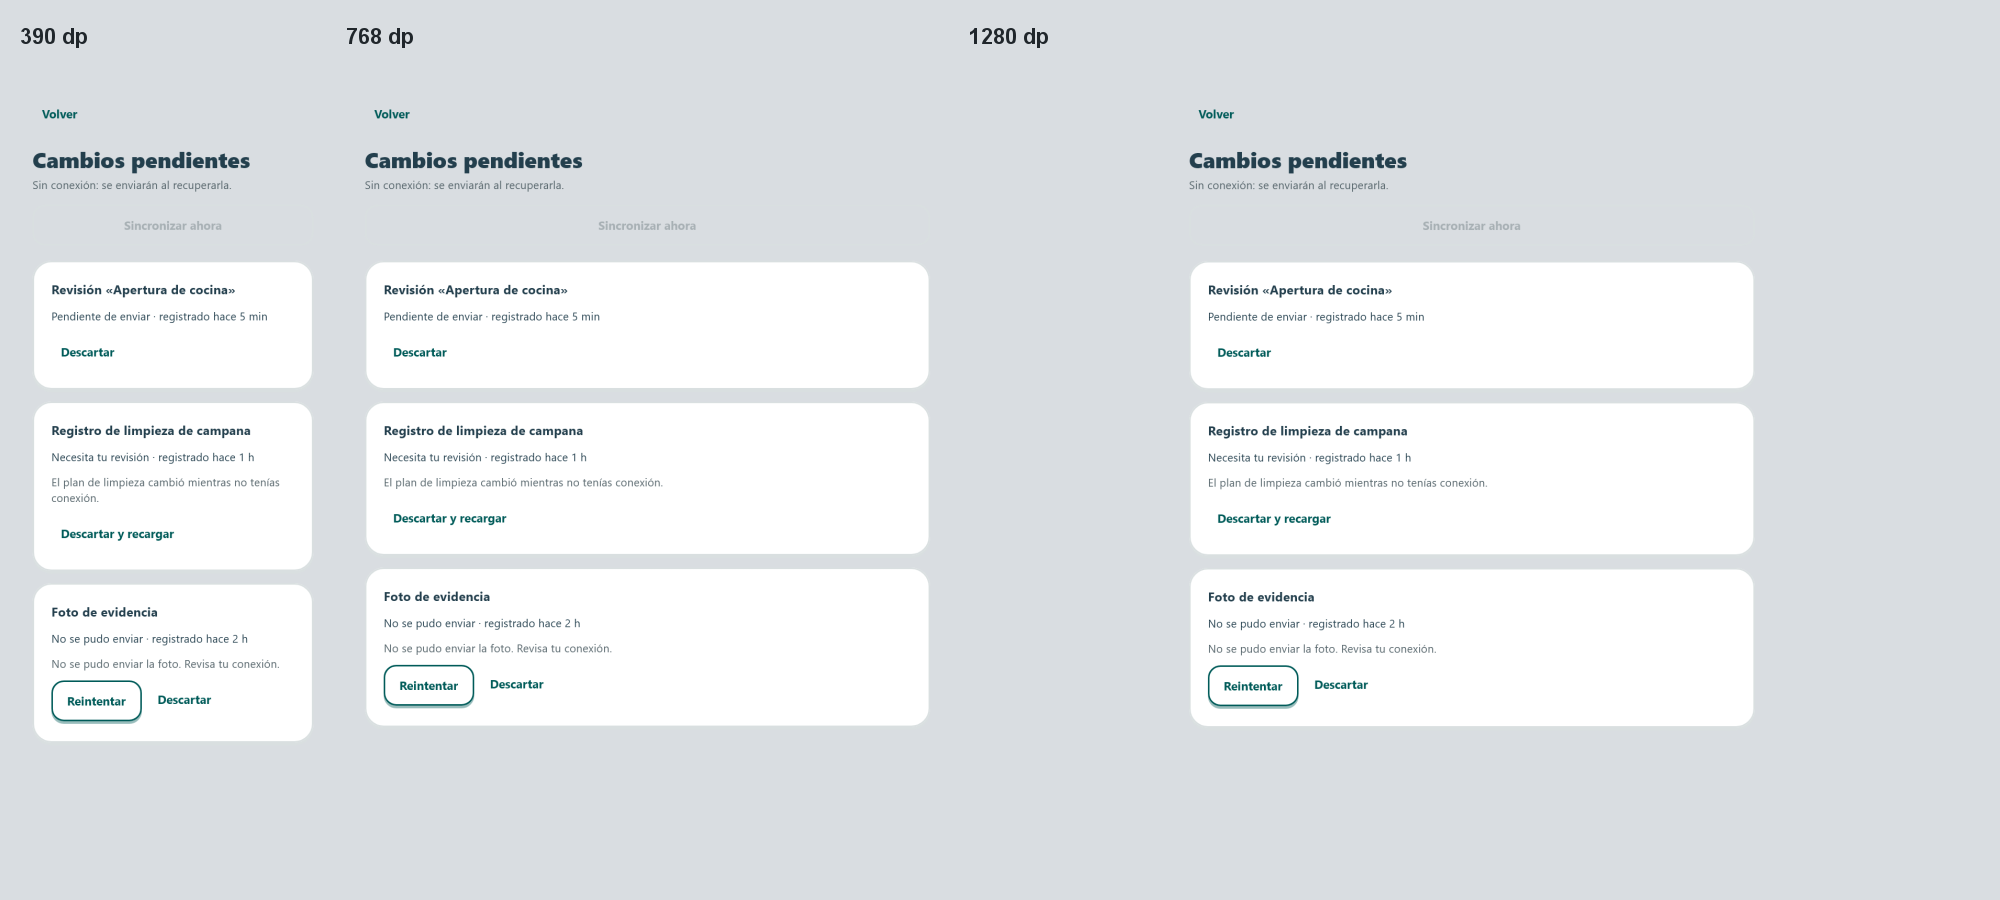 390 dp
Volver
Cambios pendientes
Sin conexión: se enviarán al recuperarla.
Sincronizar ahora
Revisión «Apertura de cocina»
Pendiente de enviar · registrado hace 5 min
Descartar
Registro de limpieza de campana
Necesita tu revisión · registrado hace 1 h
El plan de limpieza cambió mientras no tenías
conexión.
Descartar y recargar
Foto de evidencia
No se pudo enviar · registrado hace 2 h
No se pudo enviar la foto. Revisa tu conexión.
Reintentar Descartar
768 dp
Volver
Cambios pendientes
Sin conexión: se enviarán al recuperarla.
Sincronizar ahora
Revisión «Apertura de cocina»
Pendiente de enviar · registrado hace 5 min
Descartar
Registro de limpieza de campana
Necesita tu revisión · registrado hace 1 h
El plan de limpieza cambió mientras no tenías conexión.
Descartar y recargar
Foto de evidencia
No se pudo enviar · registrado hace 2 h
No se pudo enviar la foto. Revisa tu conexión.
Reintentar Descartar
1280 dp
Volver
Cambios pendientes
Sin conexión: se enviarán al recuperarla.
Sincronizar ahora
Revisión «Apertura de cocina»
Pendiente de enviar · registrado hace 5 min
Descartar
Registro de limpieza de campana
Necesita tu revisión · registrado hace 1 h
El plan de limpieza cambió mientras no tenías conexión.
Descartar y recargar
Foto de evidencia
No se pudo enviar · registrado hace 2 h
No se pudo enviar la foto. Revisa tu conexión.
Reintentar Descartar